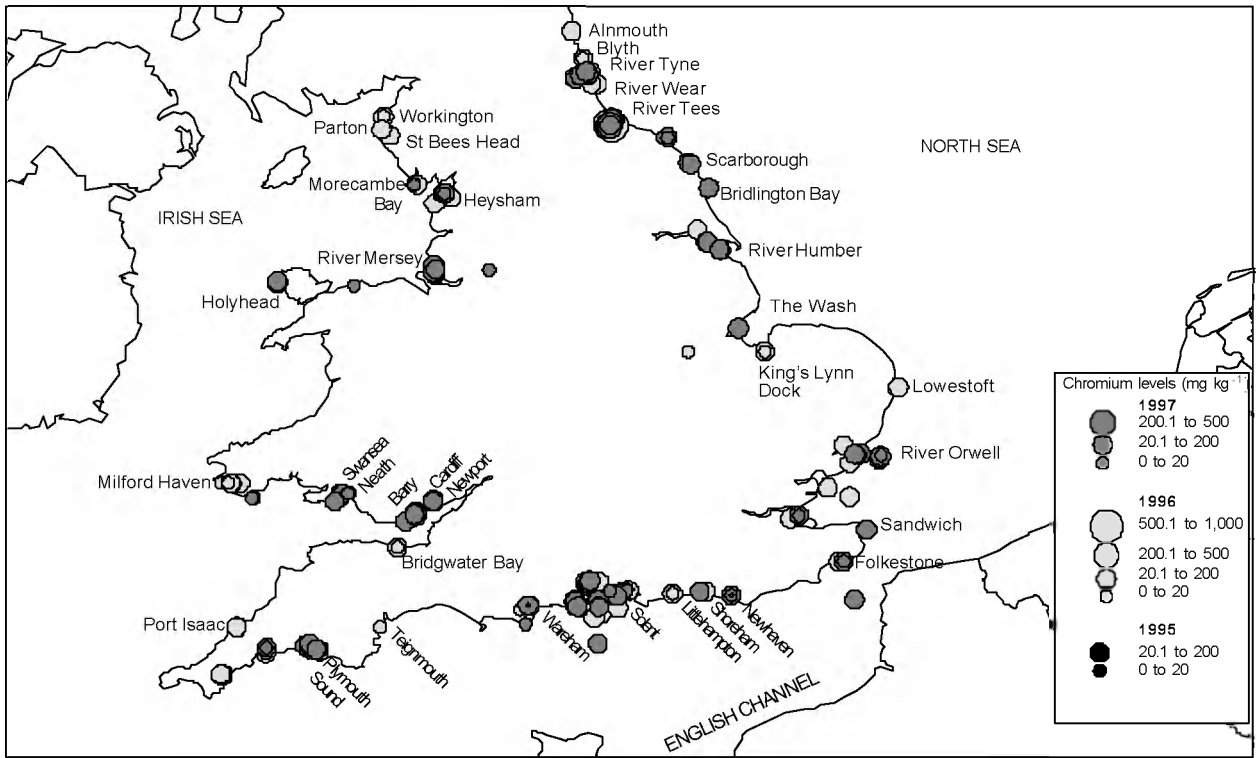 Alnmouth
Blyth
River Tyne
River Wear
River Tees
Workington
Parton
St Bees Head
NORTH SEA
Scarborough
Morecambe
Bay
Heysham
Bridlington Bay
IRISH SEA
River Humber
River Mersey
Holyhead
The Wash
King's Lynn
Dock
Lowestoft
River Orwell
Milford Haven
Swansea
Neath
Barry
Cardiff
Newport
Sandwich
Bridgwater Bay
Folkestone
Port Isaac
Teignmouth
Plymouth
Sound
Wareham
Solent
Littlehampton
Shoreham
Newhaven
ENGLISH CHANNEL
Chromium levels (mg kg⁻¹)
1997
200.1 to 500
20.1 to 200
0 to 20
1996
500.1 to 1,000
200.1 to 500
20.1 to 200
0 to 20
1995
20.1 to 200
0 to 20